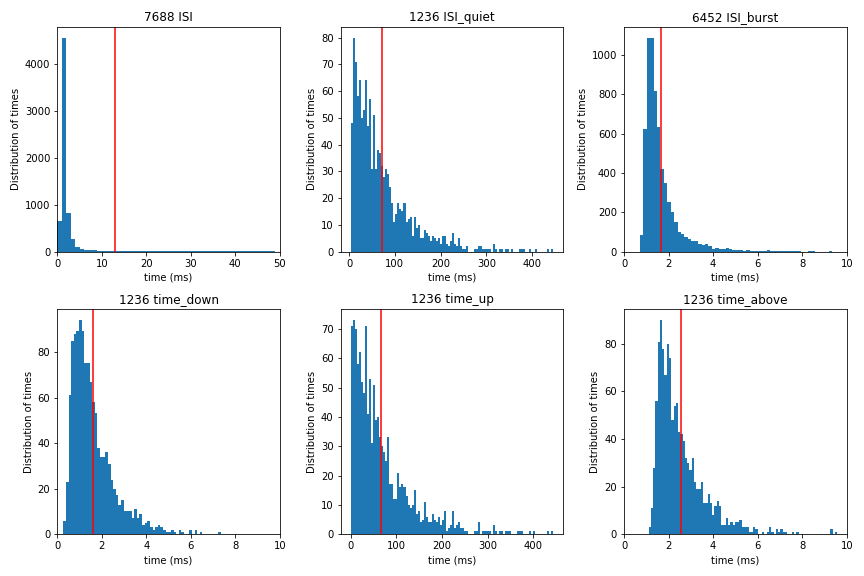 7688 ISI
Distribution of times
4000
3000
2000
1000
0
0 10 20 30 40 50
time (ms)
1236 ISI_quiet
Distribution of times
80
70
60
50
40
30
20
10
0
0 100 200 300 400
time (ms)
6452 ISI_burst
Distribution of times
1000
800
600
400
200
0
0 2 4 6 8 10
time (ms)
1236 time_down
Distribution of times
80
60
40
20
0
0 2 4 6 8 10
time (ms)
1236 time_up
Distribution of times
70
60
50
40
30
20
10
0
0 100 200 300 400
time (ms)
1236 time_above
Distribution of times
80
60
40
20
0
0 2 4 6 8 10
time (ms)